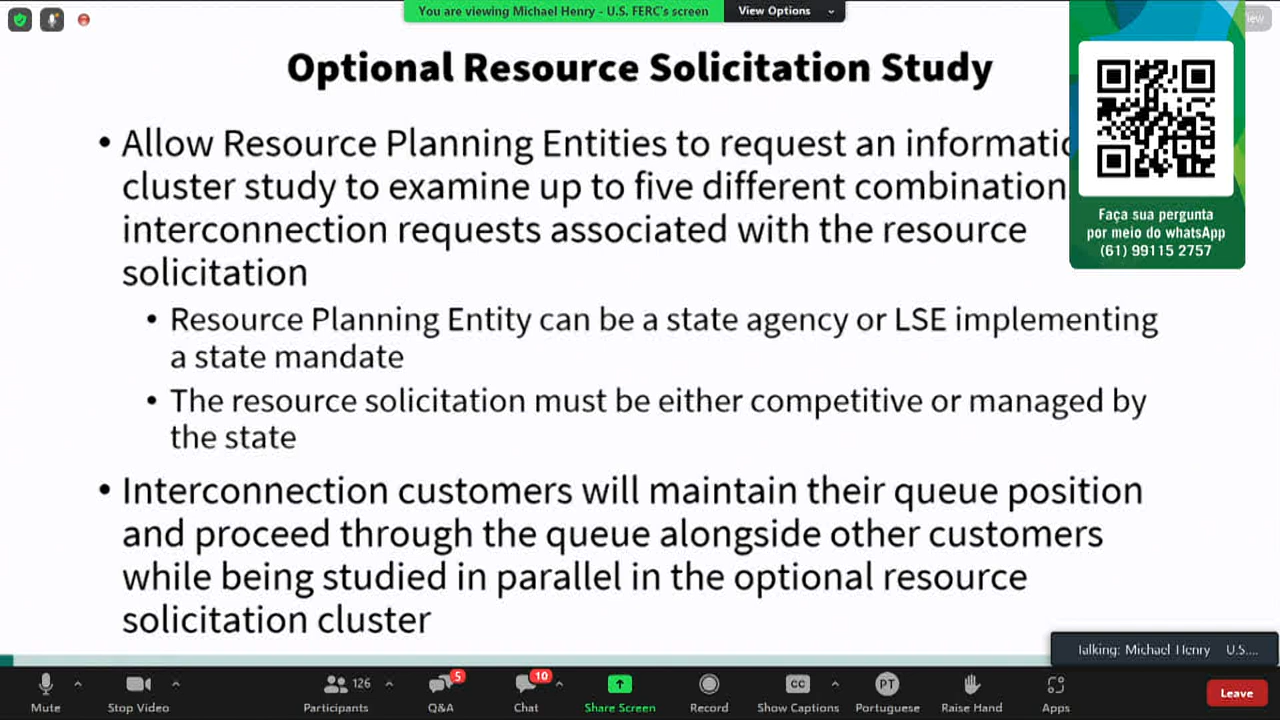 You are viewing Michael Henry - U.S. FERC's screen
View Options
Optional Resource Solicitation Study
• Allow Resource Planning Entities to request an
cluster study to examine up to five different
interconnection requests associated with the resource
solicitation
• Resource Planning Entity can be a state agency or LSE implementing
a state mandate
• The resource solicitation must be either competitive or managed by
the state
• Interconnection customers will maintain their queue position
and proceed through the queue alongside other customers
while being studied in parallel in the optional resource
solicitation cluster
Faça sua pergunta
por meio do whatsApp
(61) 99115 2757
Talking: Michael Henry U.S....
126
5
10
CC
PT
Mute
Stop Video
Participants
Q&A
Chat
Share Screen
Record
Show Captions
Portuguese
Raise Hand
Apps
Leave